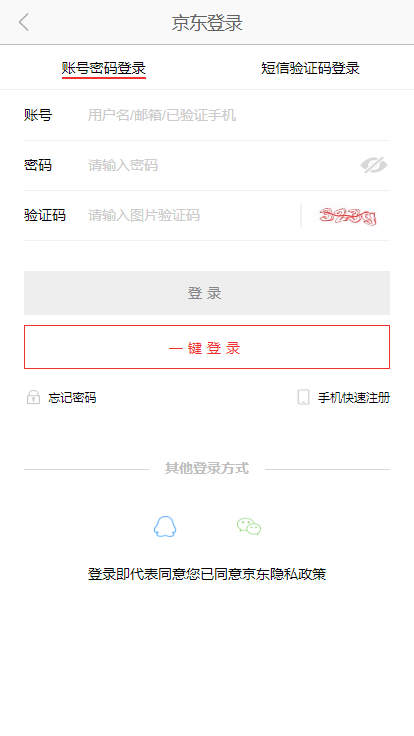 京东登录
账号密码登录 短信验证码登录
账号 用户名/邮箱/已验证手机
密码 请输入密码
验证码 请输入图片验证码
登 录
一 键 登 录
忘记密码 手机快速注册
其他登录方式
登录即代表同意您已同意京东隐私政策